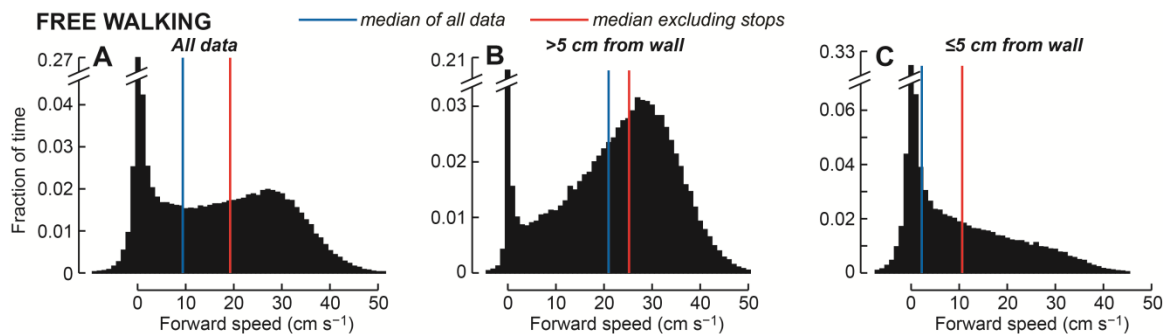 FREE WALKING
median of all data
median excluding stops
A
All data
B
>5 cm from wall
C
≤5 cm from wall
Fraction of time
0.27
0.04
0.03
0.02
0.01
0
0 10 20 30 40 50
Forward speed (cm s⁻¹)
0.21
0.03
0.02
0.01
0
0 10 20 30 40 50
Forward speed (cm s⁻¹)
0.33
0.06
0.04
0.02
0
0 10 20 30 40 50
Forward speed (cm s⁻¹)